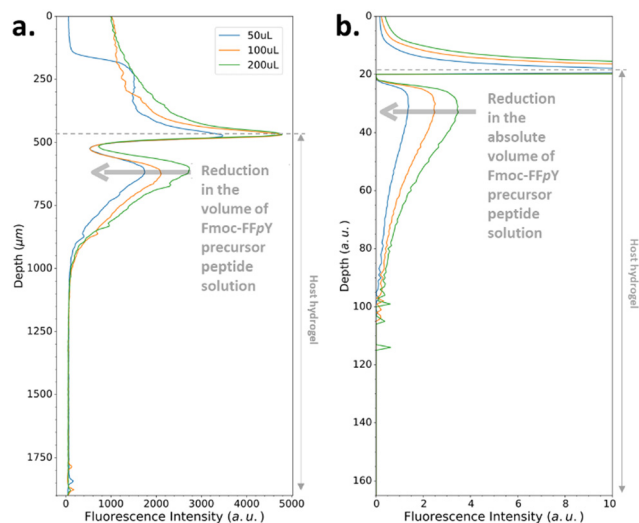 a.
0
250
500
750
1000
1250
1500
1750
Depth (μm)
50uL
100uL
200uL
Reduction
in the
volume of
Fmoc-FFpY
precursor
peptide
solution
Host hydrogel
0 1000 2000 3000 4000 5000
Fluorescence Intensity (a. u.)
b.
0
20
40
60
80
100
120
140
160
Depth (a. u.)
Reduction
in the
absolute
volume of
Fmoc-FFpY
precursor
peptide
solution
Host hydrogel
0 2 4 6 8 10
Fluorescence Intensity (a. u.)